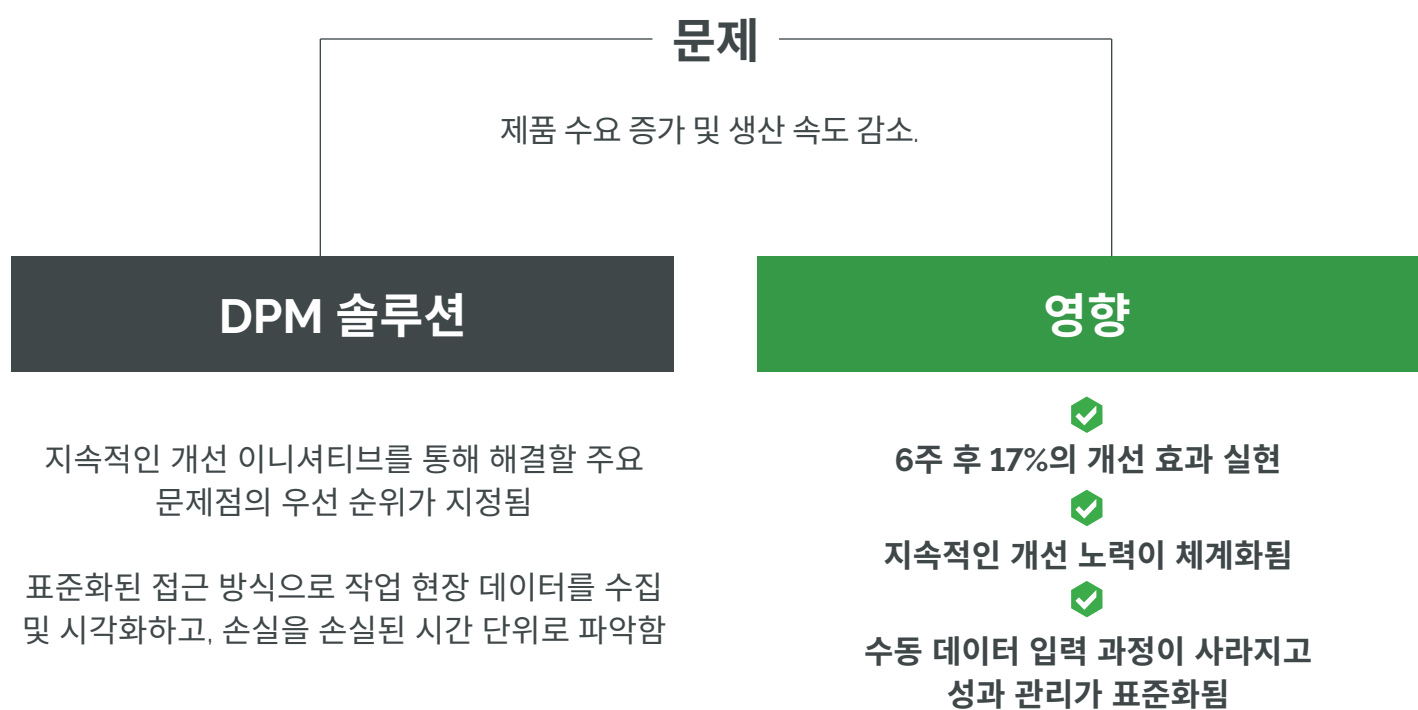 문제
제품 수요 증가 및 생산 속도 감소.
DPM 솔루션
지속적인 개선 이니셔티브를 통해 해결할 주요
문제점의 우선 순위가 지정됨
표준화된 접근 방식으로 작업 현장 데이터를 수집
및 시각화하고, 손실을 손실된 시간 단위로 파악함
영향
6주 후 17%의 개선 효과 실현
지속적인 개선 노력이 체계화됨
수동 데이터 입력 과정이 사라지고
성과 관리가 표준화됨